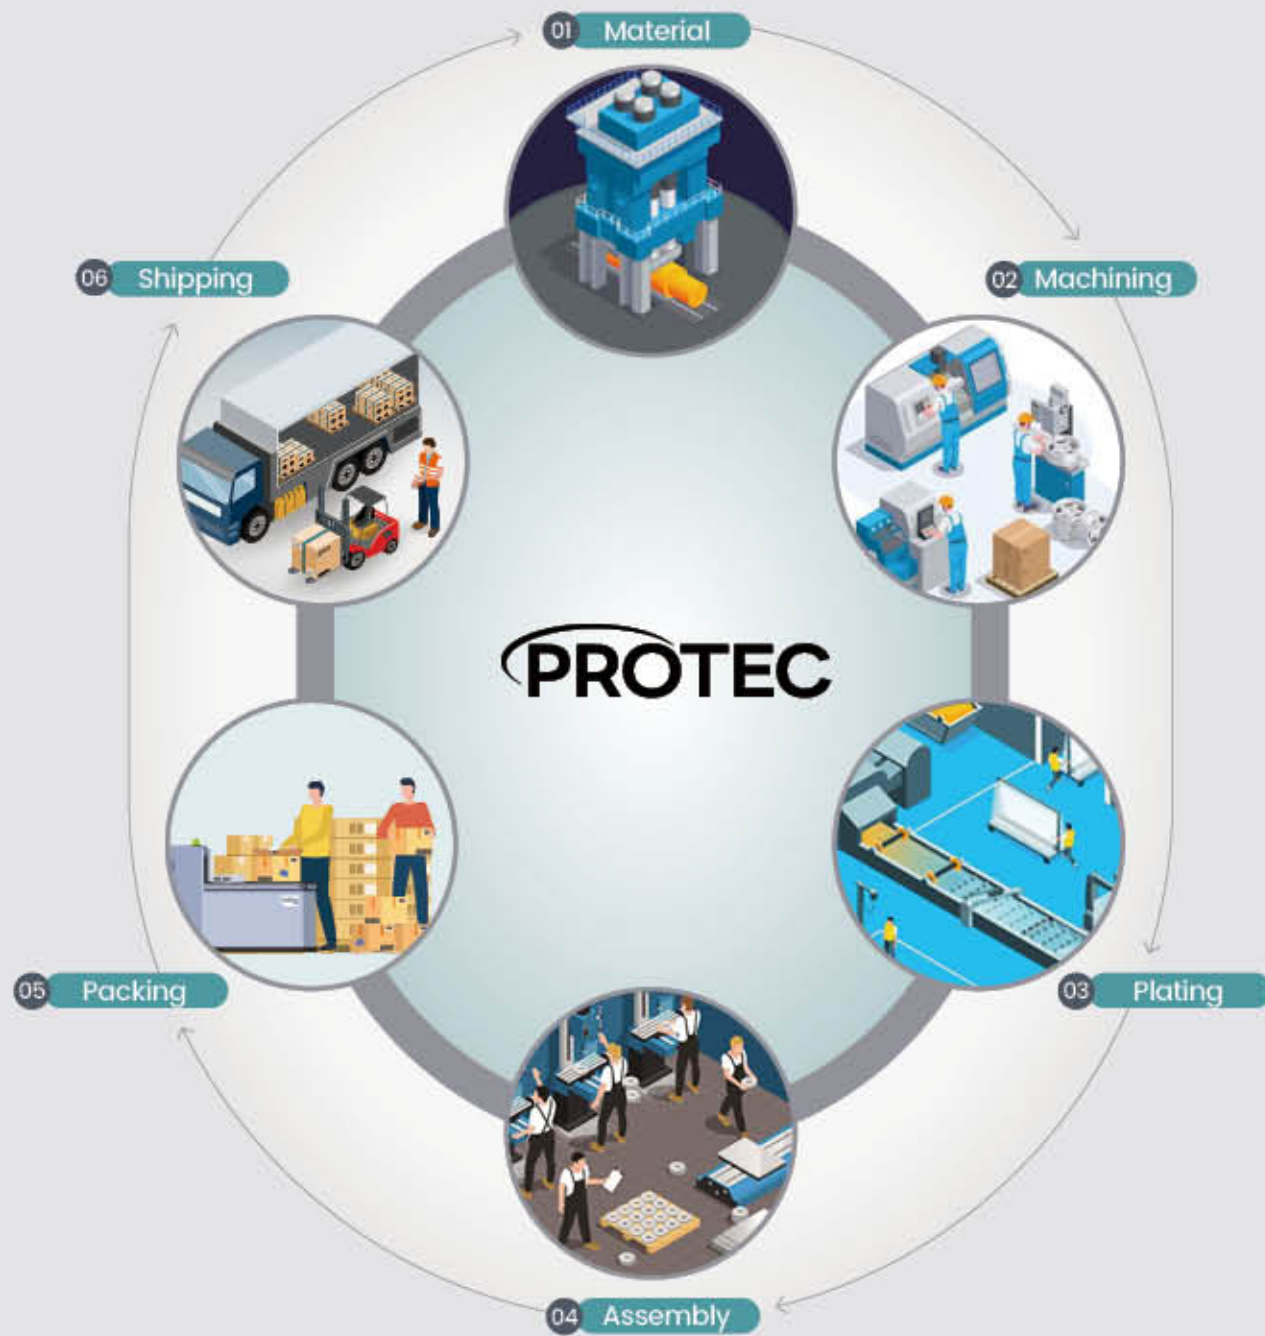 01 Material
02 Machining
03 Plating
04 Assembly
05 Packing
06 Shipping
PROTEC